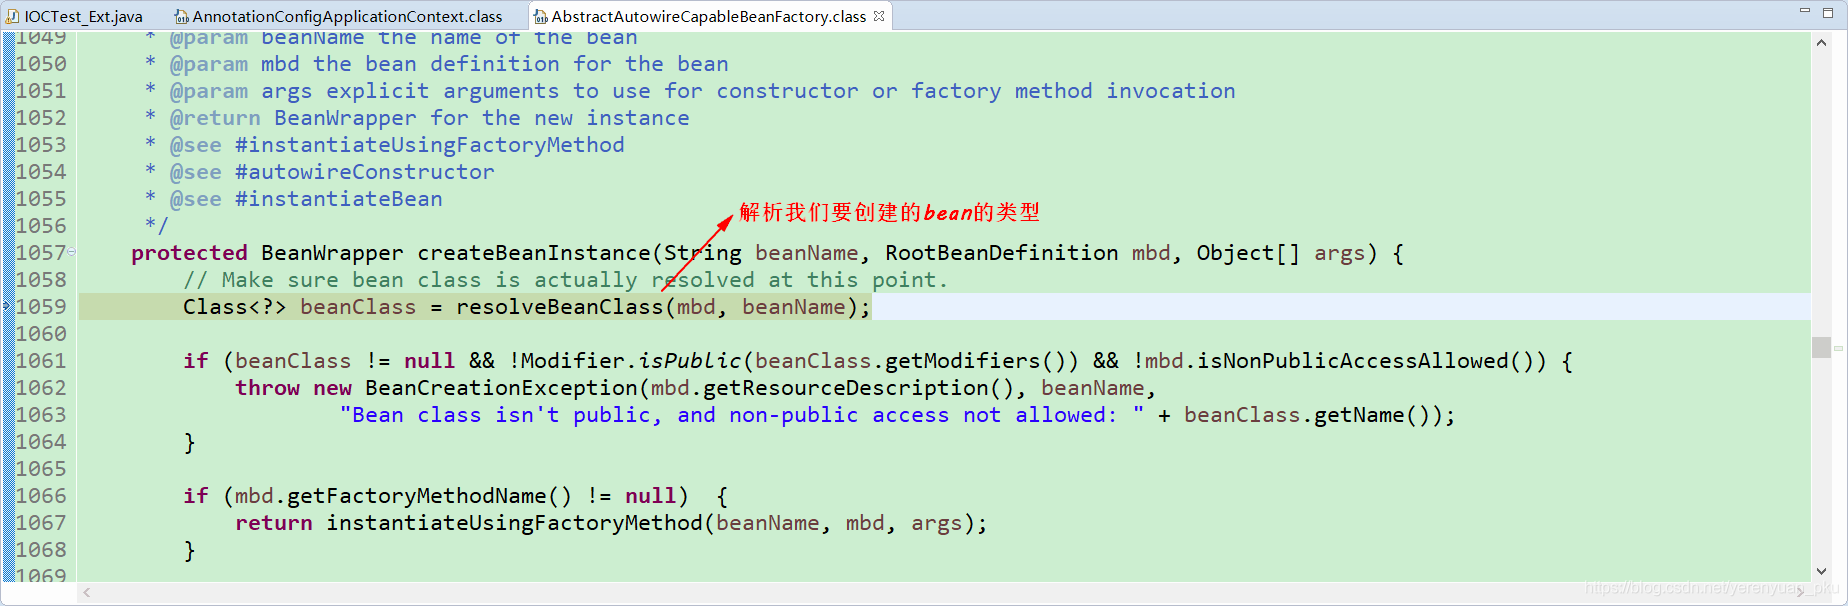 IOCTest_Ext.java AnnotationConfigApplicationContext.class AbstractAutowireCapableBeanFactory.class
1049 * @param beanName the name of the bean
1050 * @param mbd the bean definition for the bean
1051 * @param args explicit arguments to use for constructor or factory method invocation
1052 * @return BeanWrapper for the new instance
1053 * @see #instantiateUsingFactoryMethod
1054 * @see #autowireConstructor
1055 * @see #instantiateBean
解析我们要创建的bean的类型
1056 */
1057 protected BeanWrapper createBeanInstance(String beanName, RootBeanDefinition mbd, Object[] args) {
1058 // Make sure bean class is actually resolved at this point.
1059 Class<?> beanClass = resolveBeanClass(mbd, beanName);
1060
1061 if (beanClass != null && !Modifier.isPublic(beanClass.getModifiers()) && !mbd.isNonPublicAccessAllowed()) {
1062 throw new BeanCreationException(mbd.getResourceDescription(), beanName,
1063 "Bean class isn't public, and non-public access not allowed: " + beanClass.getName());
1064 }
1065
1066 if (mbd.getFactoryMethodName() != null)  {
1067 return instantiateUsingFactoryMethod(beanName, mbd, args);
1068 }
1069
https://blog.csdn.net/yerenyuan_pku